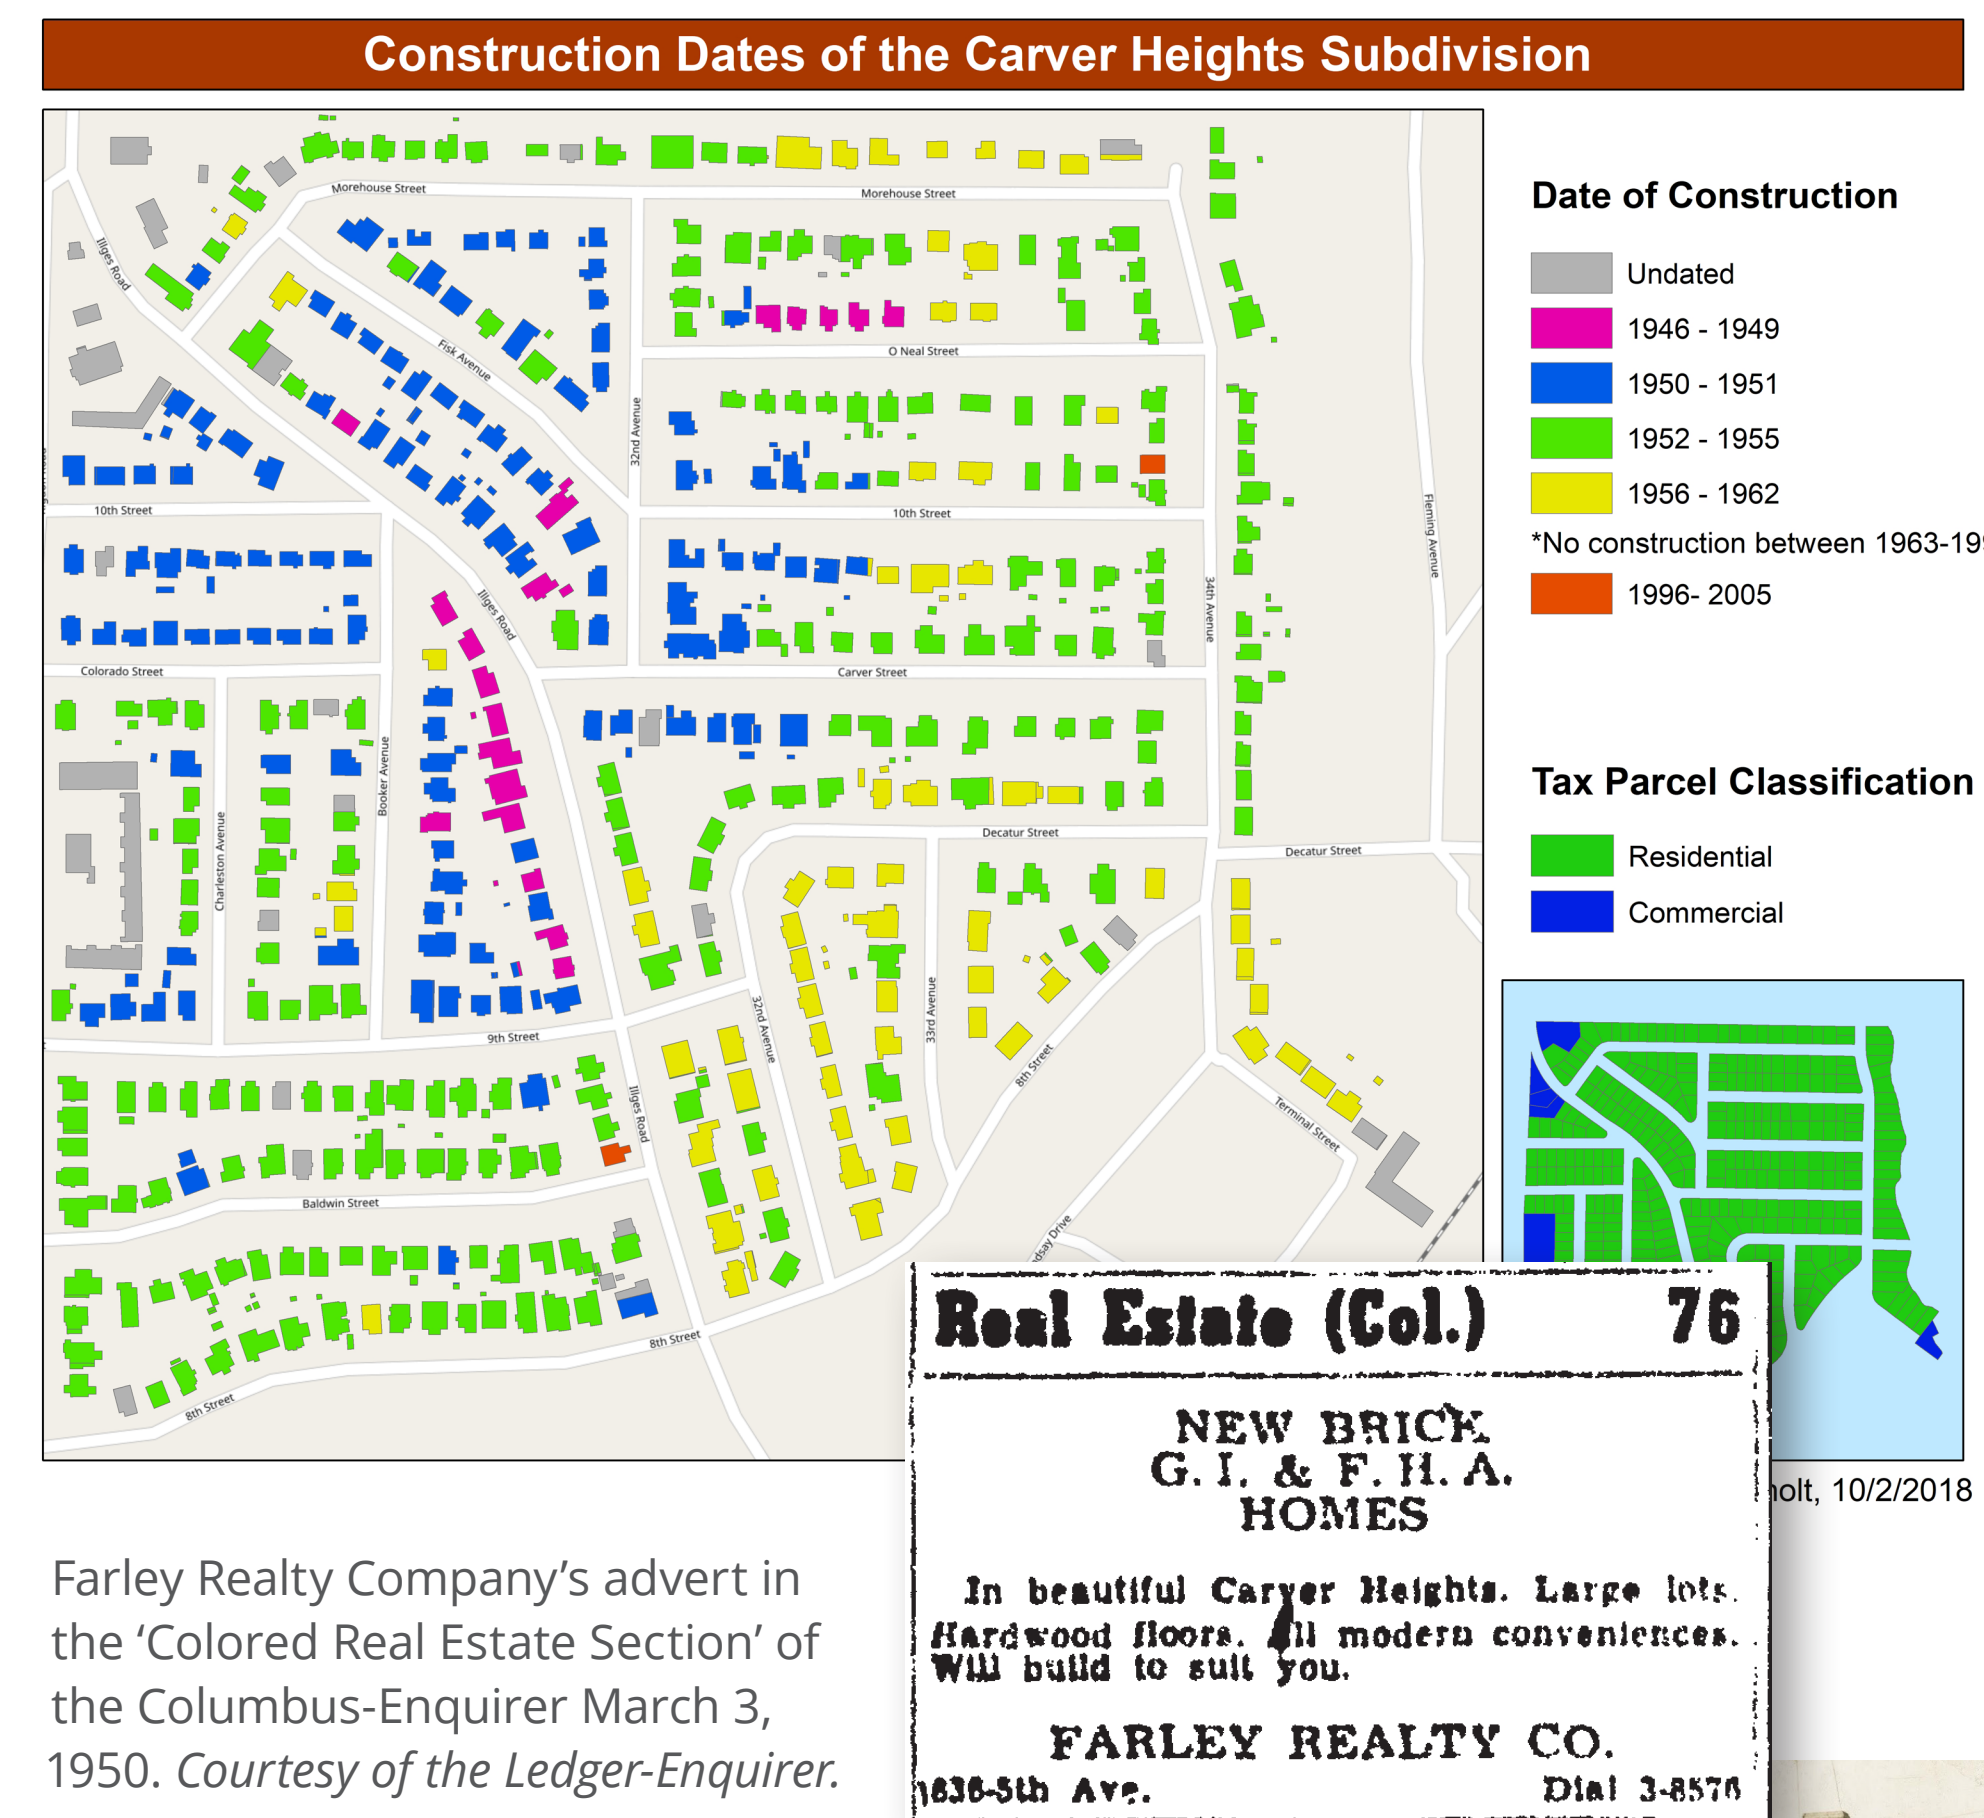 Construction Dates of the Carver Heights Subdivision
Morehouse Street
Morehouse Street
Illges Road
Fisk Avenue
O Neal Street
32nd Avenue
10th Street
10th Street
Fleming Avenue
34th Avenue
Illges Road
Colorado Street
Carver Street
Booker Avenue
Charleston Avenue
Decatur Street
Decatur Street
33rd Avenue
32nd Avenue
9th Street
8th Street
Illges Road
Terminal Street
Baldwin Street
8th Street
8th Street
Date of Construction
Undated
1946 - 1949
1950 - 1951
1952 - 1955
1956 - 1962
*No construction between 1963-19
1996- 2005
Tax Parcel Classification
Residential
Commercial
olt, 10/2/2018
Farley Realty Company’s advert in
the ‘Colored Real Estate Section’ of
the Columbus-Enquirer March 3,
1950. Courtesy of the Ledger-Enquirer.
Real Estate (Col.) 76
NEW BRICK
G. I. & F. H. A.
HOMES
In beautiful Carver Heights. Large lots.
Hardwood floors. All modern conveniences.
Will build to suit you.
FARLEY REALTY CO.
1836-5th Ave. Dial 3-8576